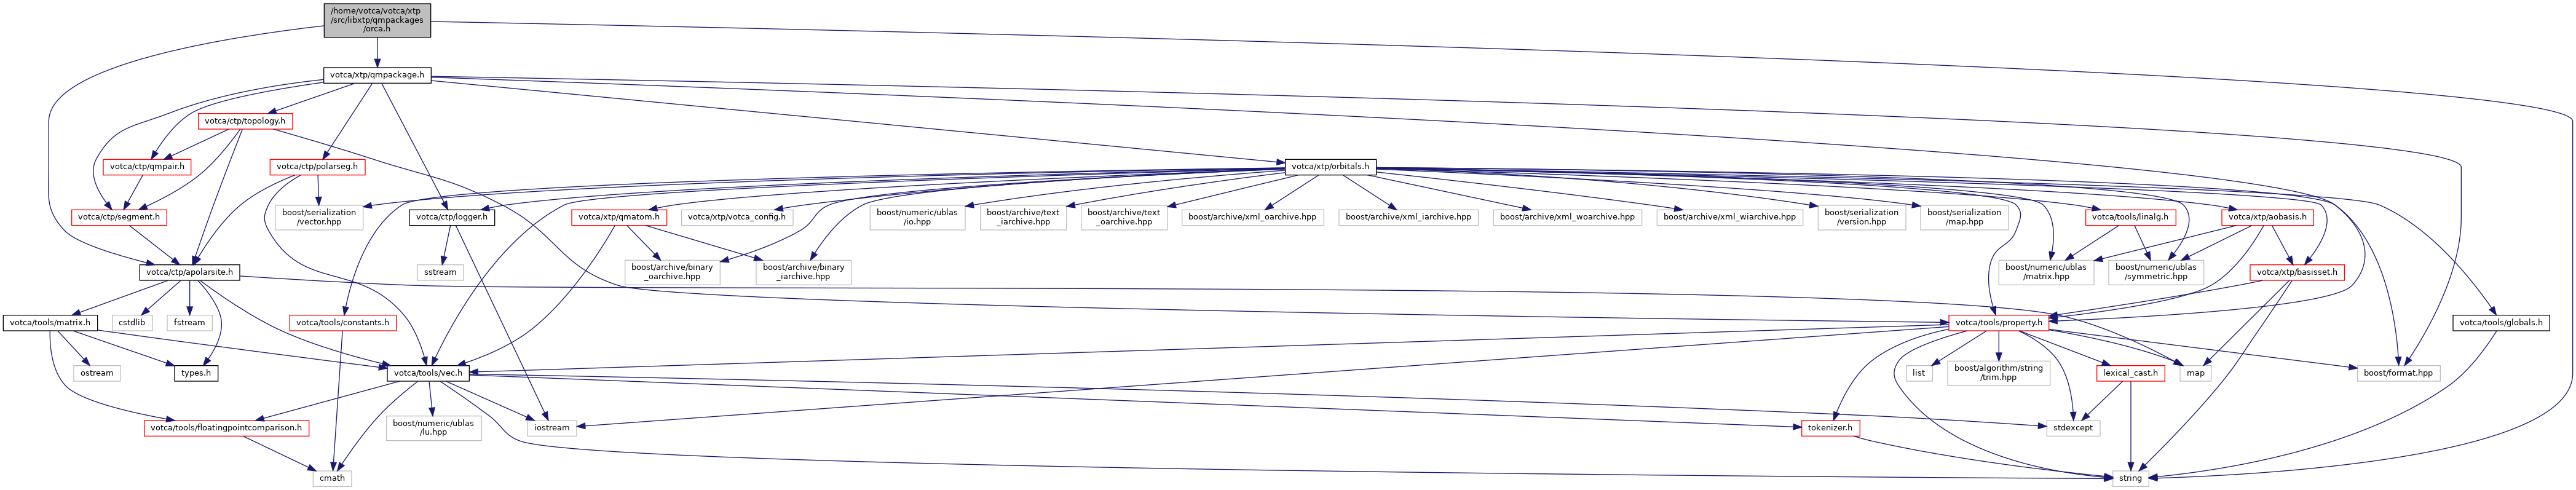 /home/votca/votca/xtp
/src/libxtp/qmpackages
/orca.h
votca/xtp/qmpackage.h
votca/ctp/topology.h
votca/ctp/qmpair.h
votca/ctp/polarseg.h
votca/xtp/orbitals.h
votca/ctp/segment.h
boost/serialization
/vector.hpp
votca/ctp/logger.h
votca/xtp/qmatom.h
votca/xtp/votca_config.h
boost/numeric/ublas
/io.hpp
boost/archive/text
_iarchive.hpp
boost/archive/text
_oarchive.hpp
boost/archive/xml_oarchive.hpp
boost/archive/xml_iarchive.hpp
boost/archive/xml_woarchive.hpp
boost/archive/xml_wiarchive.hpp
boost/serialization
/version.hpp
boost/serialization
/map.hpp
votca/tools/linalg.h
votca/xtp/aobasis.h
votca/ctp/apolarsite.h
sstream
boost/archive/binary
_oarchive.hpp
boost/archive/binary
_iarchive.hpp
boost/numeric/ublas
/matrix.hpp
boost/numeric/ublas
/symmetric.hpp
votca/xtp/basisset.h
votca/tools/matrix.h
cstdlib
fstream
votca/tools/constants.h
votca/tools/property.h
votca/tools/globals.h
ostream
types.h
votca/tools/vec.h
list
boost/algorithm/string
/trim.hpp
lexical_cast.h
map
boost/format.hpp
votca/tools/floatingpointcomparison.h
boost/numeric/ublas
/lu.hpp
iostream
tokenizer.h
stdexcept
cmath
string